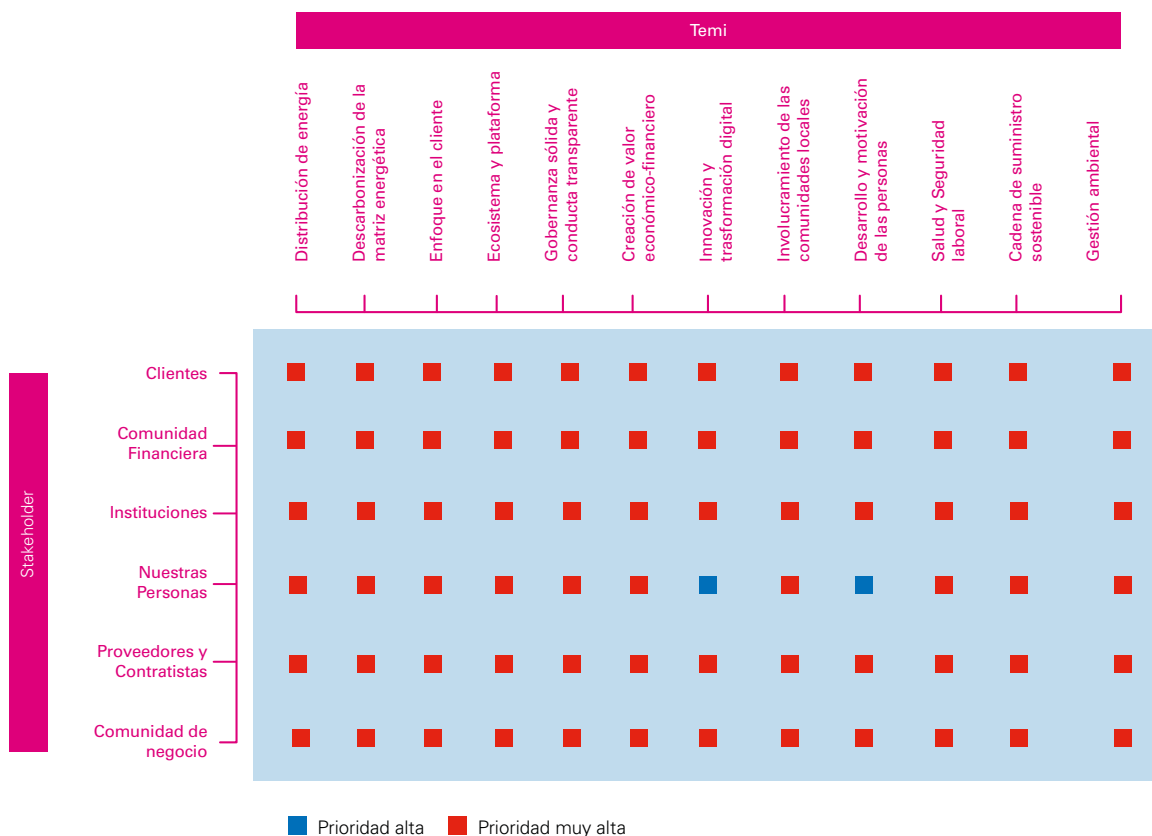 Temi
Distribución de energía
Descarbonización de la
matriz energética
Enfoque en el cliente
Ecosistema y plataforma
Gobernanza sólida y
conducta transparente
Creación de valor
económico-financiero
Innovación y
trasformación digital
Involucramiento de las
comunidades locales
Desarrollo y motivación
de las personas
Salud y Seguridad
laboral
Cadena de suministro
sostenible
Gestión ambiental
Stakeholder
Clientes
Comunidad
Financiera
Instituciones
Nuestras
Personas
Proveedores y
Contratistas
Comunidad de
negocio
Prioridad alta
Prioridad muy alta